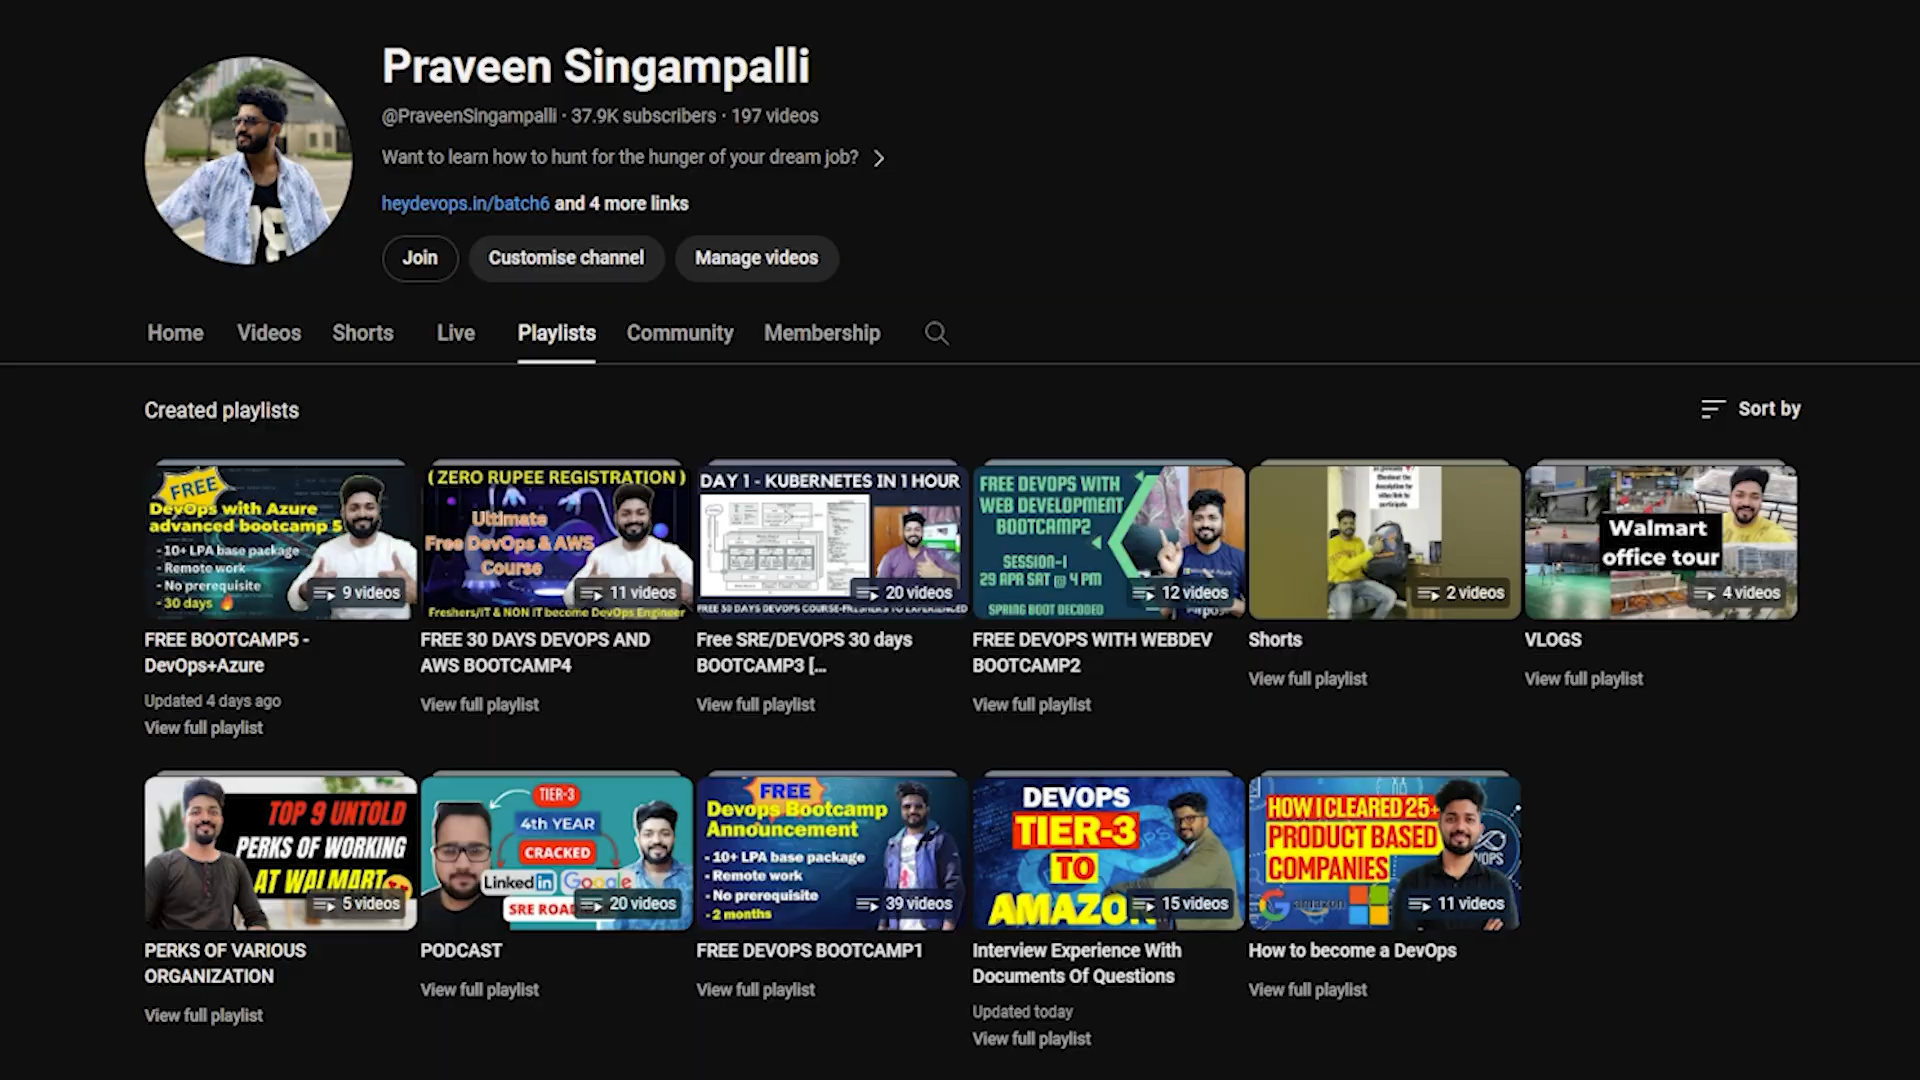 Praveen Singampalli
@PraveenSingampalli · 37.9K subscribers · 197 videos
Want to learn how to hunt for the hunger of your dream job?
heydevops.in/batch6 and 4 more links
Join Customise channel Manage videos
Home Videos Shorts Live Playlists Community Membership
Created playlists
Sort by
FREE
DevOps with Azure
advanced bootcamp 5
- 10+ LPA base package
- Remote work
- No prerequisite
- 30 days
9 videos
FREE BOOTCAMP5 -
DevOps+Azure
Updated 4 days ago
View full playlist
( ZERO RUPEE REGISTRATION )
Ultimate
Free DevOps & AWS
Course
11 videos
Freshers/IT & NON IT become DevOps Engineer
FREE 30 DAYS DEVOPS AND
AWS BOOTCAMP4
View full playlist
DAY 1 - KUBERNETES IN 1 HOUR
20 videos
FREE 30 DAYS DEVOPS COURSE-FRESHERS TO EXPERIENCED
Free SRE/DEVOPS 30 days
BOOTCAMP3 [...
View full playlist
FREE DEVOPS WITH
WEB DEVELOPMENT
BOOTCAMP2
SESSION-1
29 APR SAT @ 4 PM
SPRING BOOT DECODED
12 videos
FREE DEVOPS WITH WEBDEV
BOOTCAMP2
View full playlist
2 videos
Shorts
View full playlist
Walmart
office tour
4 videos
VLOGS
View full playlist
TOP 9 UNTOLD
PERKS OF WORKING
AT WALMART
5 videos
PERKS OF VARIOUS
ORGANIZATION
View full playlist
TIER-3
4th YEAR
CRACKED
Linkedin Google
SRE ROA
20 videos
PODCAST
View full playlist
FREE
Devops Bootcamp
Announcement
- 10+ LPA base package
- Remote work
- No prerequisite
- 2 months
39 videos
FREE DEVOPS BOOTCAMP1
View full playlist
DEVOPS
TIER-3
TO
AMAZO
15 videos
Interview Experience With
Documents Of Questions
Updated today
View full playlist
HOW I CLEARED 25+
PRODUCT BASED
COMPANIES
amazon
OPS
11 videos
How to become a DevOps
View full playlist